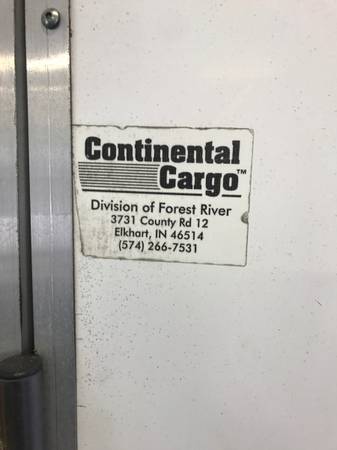 Continental
Cargo™
Division of Forest River
3731 County Rd 12
Elkhart, IN 46514
(574) 266-7531